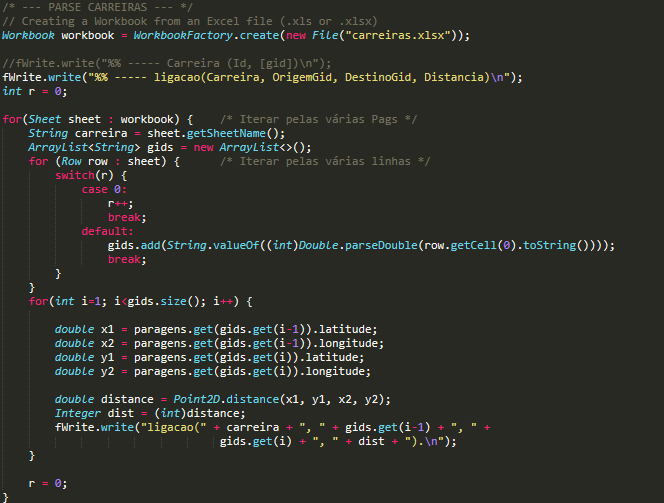 /* --- PARSE CARREIRAS --- */
// Creating a Workbook from an Excel file (.xls or .xlsx)
Workbook workbook = WorkbookFactory.create(new File("carreiras.xlsx"));

//fWrite.write("%% ----- Carreira (Id, [gid])\n");
fWrite.write("%% ----- ligacao(Carreira, OrigemGid, DestinoGid, Distancia)\n");
int r = 0;

for(Sheet sheet : workbook) {    /* Iterar pelas várias Pags */
    String carreira = sheet.getSheetName();
    ArrayList<String> gids = new ArrayList<>();
    for (Row row : sheet) {      /* Iterar pelas várias linhas */
        switch(r) {
            case 0:
                r++;
                break;
            default:
                gids.add(String.valueOf((int)Double.parseDouble(row.getCell(0).toString())));
                break;
        }
    }
    for(int i=1; i<gids.size(); i++) {

        double x1 = paragens.get(gids.get(i-1)).latitude;
        double x2 = paragens.get(gids.get(i-1)).longitude;
        double y1 = paragens.get(gids.get(i)).latitude;
        double y2 = paragens.get(gids.get(i)).longitude;

        double distance = Point2D.distance(x1, y1, x2, y2);
        Integer dist = (int)distance;
        fWrite.write("ligacao(" + carreira + ", " + gids.get(i-1) + ", " +
                                 gids.get(i) + ", " + dist + ").\n");
    }

    r = 0;
}